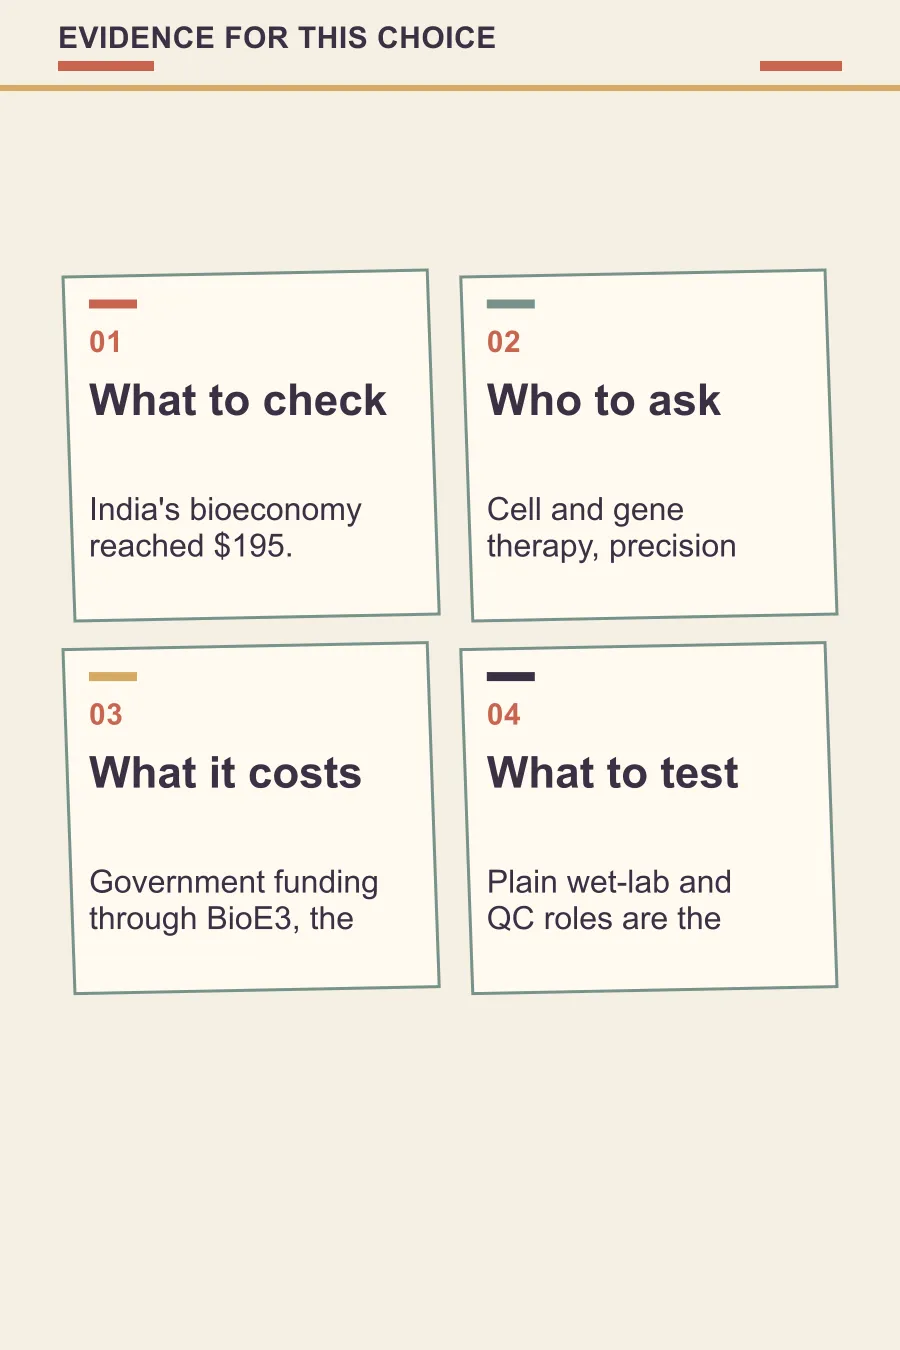 EVIDENCE FOR THIS CHOICE
01
What to check
India's bioeconomy
reached $195.
02
Who to ask
Cell and gene
therapy, precision
03
What it costs
Government funding
through BioE3, the
04
What to test
Plain wet-lab and
QC roles are the